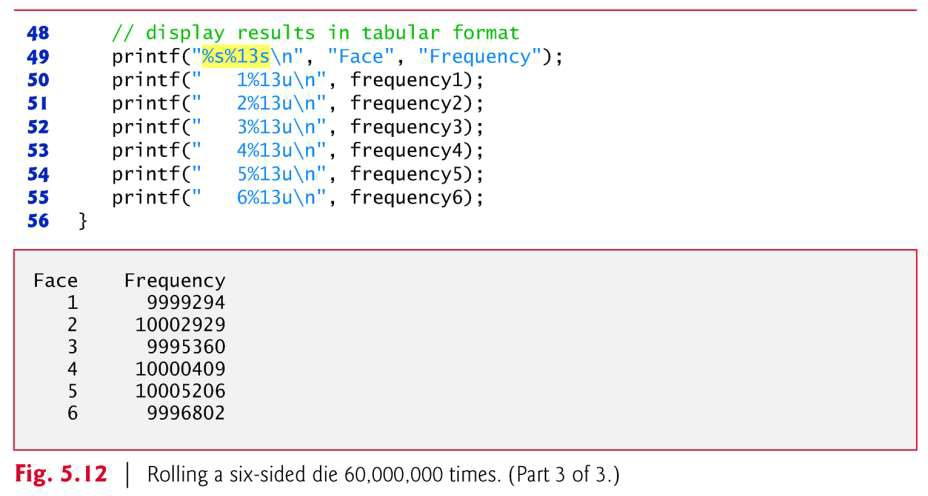 48    // display results in tabular format
49    printf("%s%13s\n", "Face", "Frequency");
50    printf("   1%13u\n", frequency1);
51    printf("   2%13u\n", frequency2);
52    printf("   3%13u\n", frequency3);
53    printf("   4%13u\n", frequency4);
54    printf("   5%13u\n", frequency5);
55    printf("   6%13u\n", frequency6);
56 }
Face    Frequency
   1      9999294
   2     10002929
   3      9995360
   4     10000409
   5     10005206
   6      9996802
Fig. 5.12 | Rolling a six-sided die 60,000,000 times. (Part 3 of 3.)